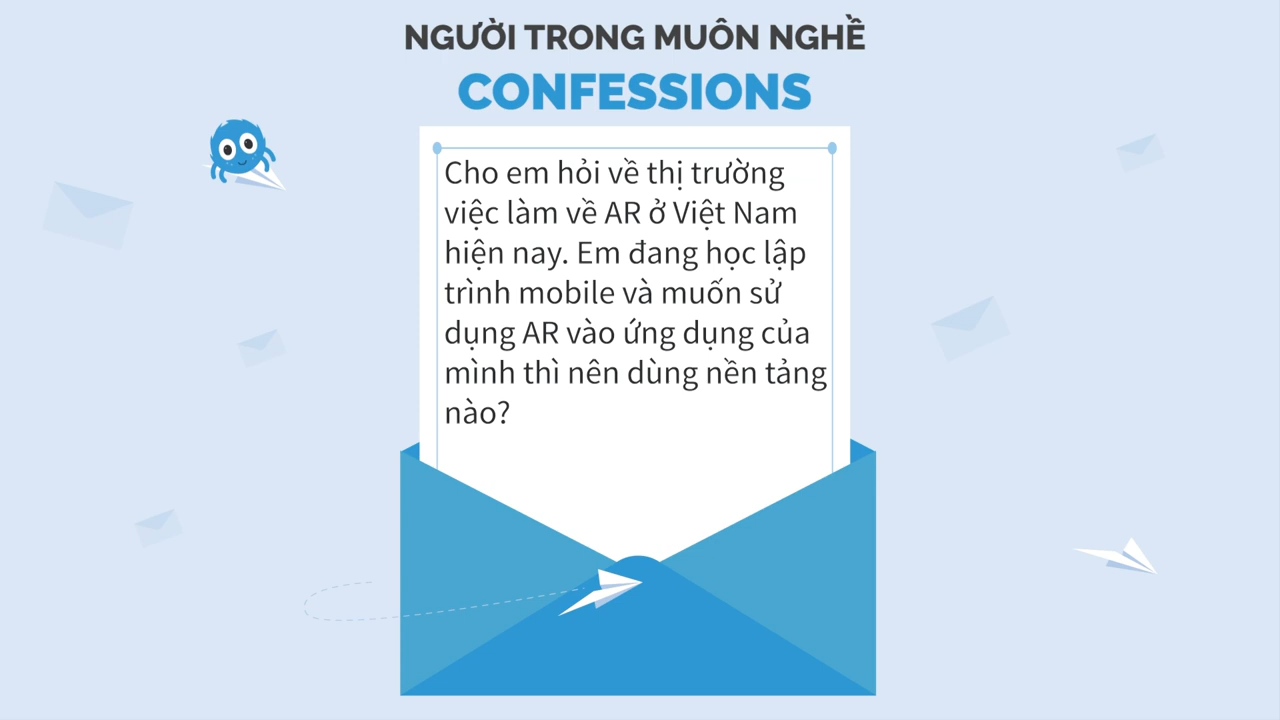 NGƯỜI TRONG MUÔN NGHỀ
CONFESSIONS
Cho em hỏi về thị trường
việc làm về AR ở Việt Nam
hiện nay. Em đang học lập
trình mobile và muốn sử
dụng AR vào ứng dụng của
mình thì nên dùng nền tảng
nào?